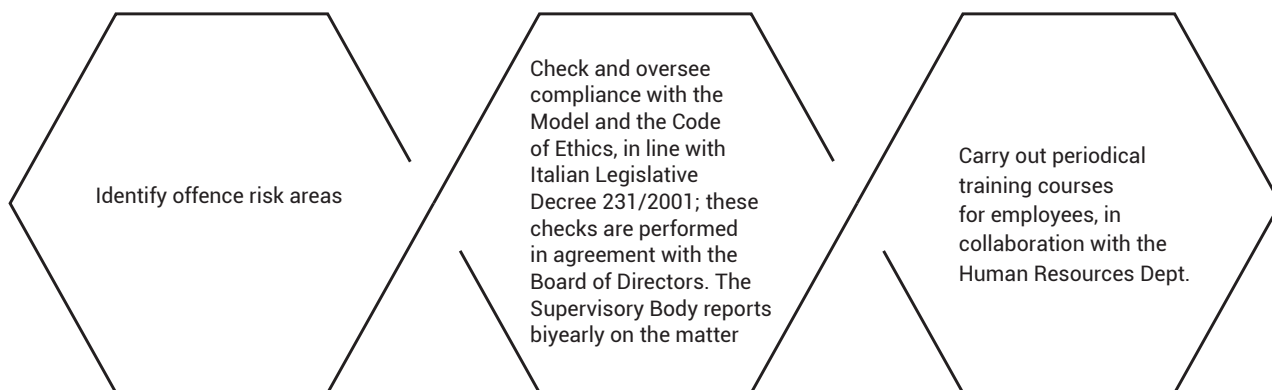 Identify offence risk areas
Check and oversee
compliance with the
Model and the Code
of Ethics, in line with
Italian Legislative
Decree 231/2001; these
checks are performed
in agreement with the
Board of Directors. The
Supervisory Body reports
biyearly on the matter
Carry out periodical
training courses
for employees, in
collaboration with the
Human Resources Dept.